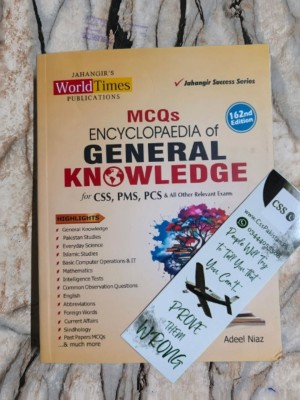 JAHANGIR'S
WorldTimes
PUBLICATIONS
Jahangir Success Series
MCQs
ENCYCLOPAEDIA of
GENERAL
KNOWLEDGE
162nd
Edition
for CSS, PMS, PCS & All Other Relevant Exams
HIGHLIGHTS
General Knowledge
Pakistan Studies
Everyday Science
Islamic Studies
Basic Computer Operations & IT
Mathematics
Intelligence Tests
Common Observation Questions
English
Abbreviations
Foreign Words
Current Affairs
Sindhology
Past Papers MCQs
...& much more
Adeel Niaz
CSS
People Will Try
to Tell You that
You Can't
PROVE
THEM
WRONG